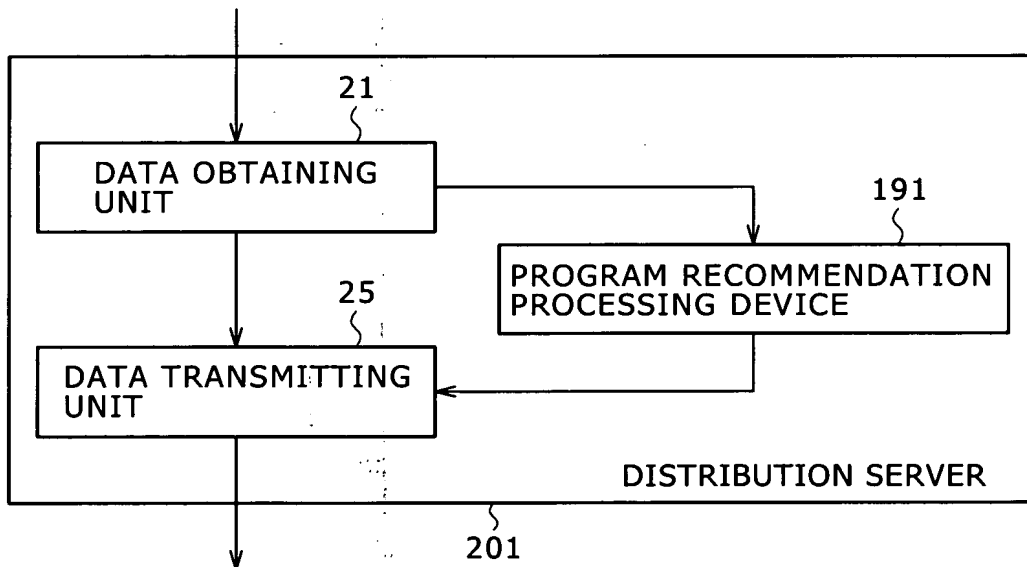 21
DATA OBTAINING
UNIT
191
PROGRAM RECOMMENDATION
PROCESSING DEVICE
25
DATA TRANSMITTING
UNIT
DISTRIBUTION SERVER
201